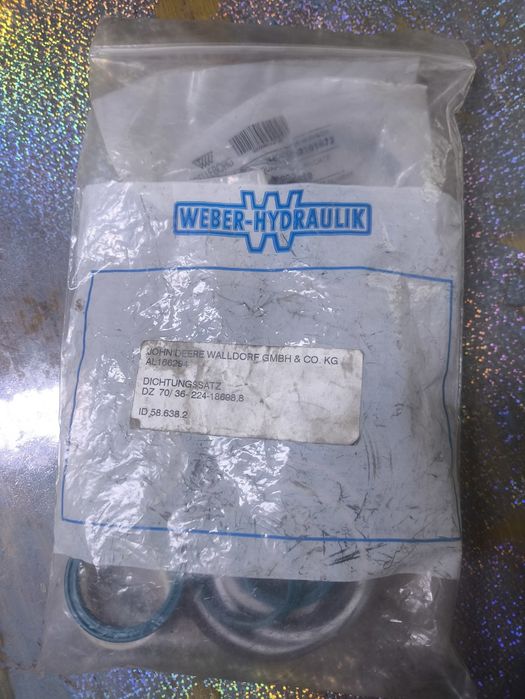 WEBER-HYDRAULIK
JOHN DEERE WALLDORF GMBH & CO. KG
AL166294
DICHTUNGSSATZ
DZ 70/ 36- 224-18698,8
ID 58.638.2